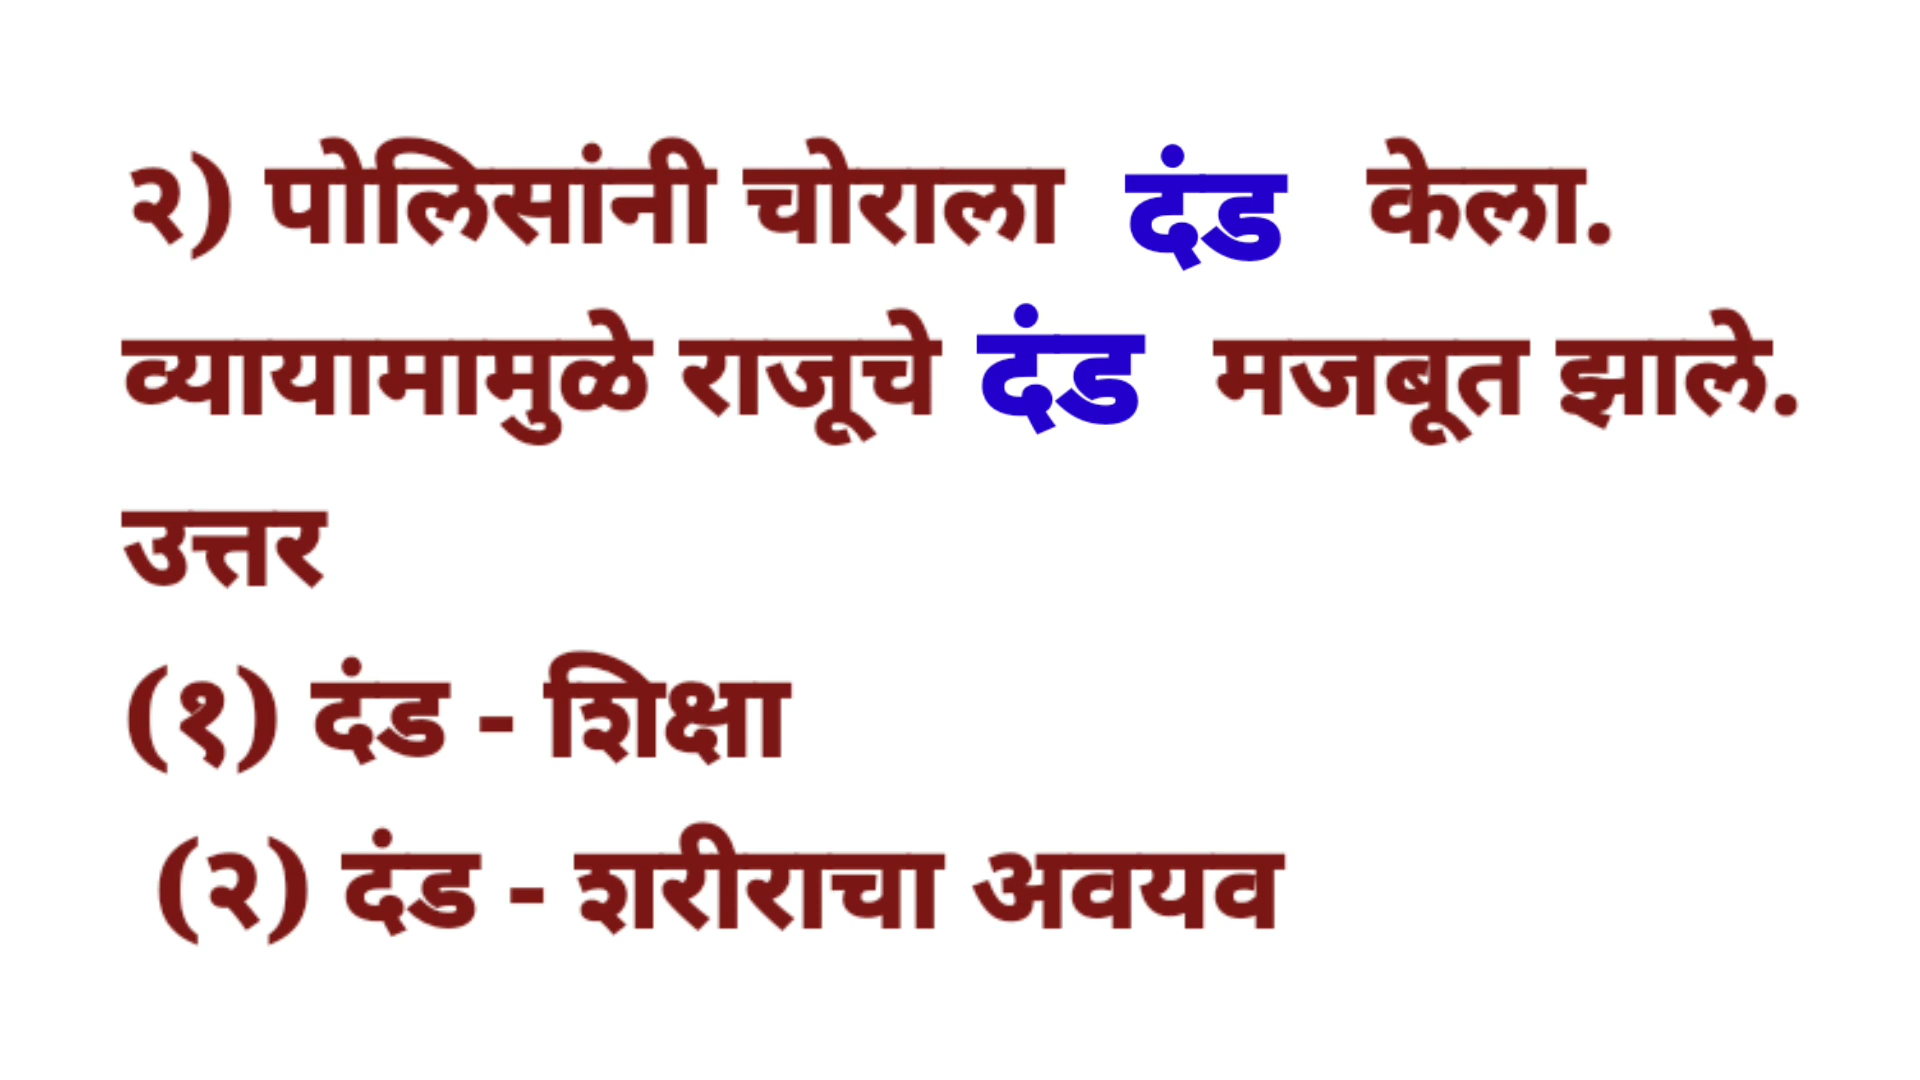 २) पोलिसांनी चोराला दंड केला.
व्यायामामुळे राजूचे दंड मजबूत झाले.
उत्तर
(१) दंड - शिक्षा
(२) दंड - शरीराचा अवयव